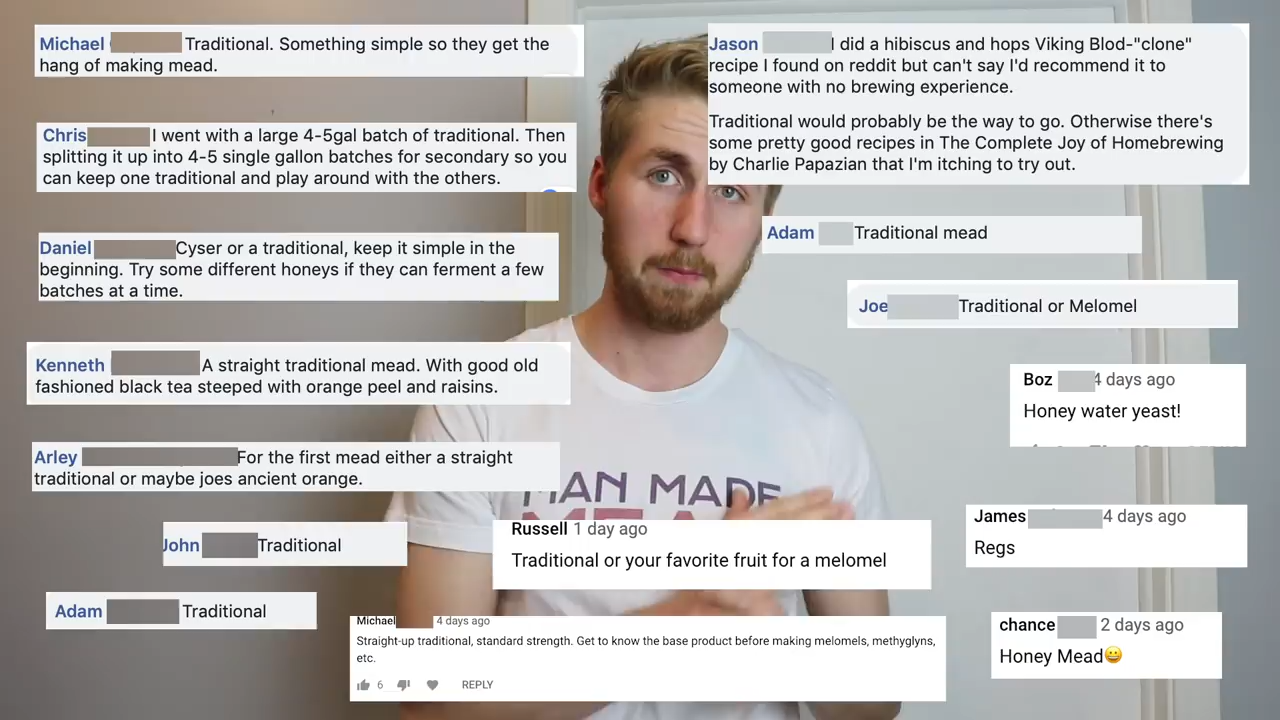 Michael Traditional. Something simple so they get the
hang of making mead.
Chris I went with a large 4-5gal batch of traditional. Then
splitting it up into 4-5 single gallon batches for secondary so you
can keep one traditional and play around with the others.
Daniel Cyser or a traditional, keep it simple in the
beginning. Try some different honeys if they can ferment a few
batches at a time.
Kenneth A straight traditional mead. With good old
fashioned black tea steeped with orange peel and raisins.
Arley For the first mead either a straight
traditional or maybe joes ancient orange.
John Traditional
Adam Traditional
Jason I did a hibiscus and hops Viking Blod-"clone"
recipe I found on reddit but can't say I'd recommend it to
someone with no brewing experience.
Traditional would probably be the way to go. Otherwise there's
some pretty good recipes in The Complete Joy of Homebrewing
by Charlie Papazian that I'm itching to try out.
Adam Traditional mead
Joe Traditional or Melomel
Boz 4 days ago
Honey water yeast!
MAN MADE
Russell 1 day ago
Traditional or your favorite fruit for a melomel
James 4 days ago
Regs
Michael 4 days ago
Straight-up traditional, standard strength. Get to know the base product before making melomels, methyglyns,
etc.
6 REPLY
chance 2 days ago
Honey Mead😀